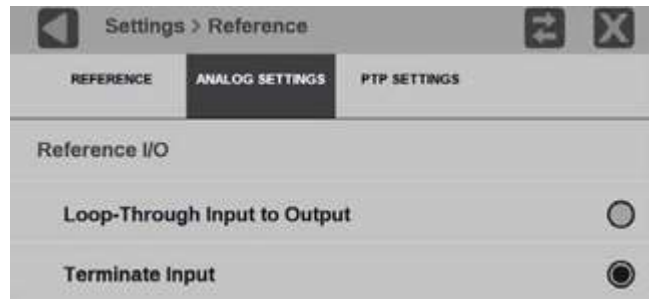 Settings > Reference
REFERENCE ANALOG SETTINGS PTP SETTINGS
Reference I/O
Loop-Through Input to Output
Terminate Input